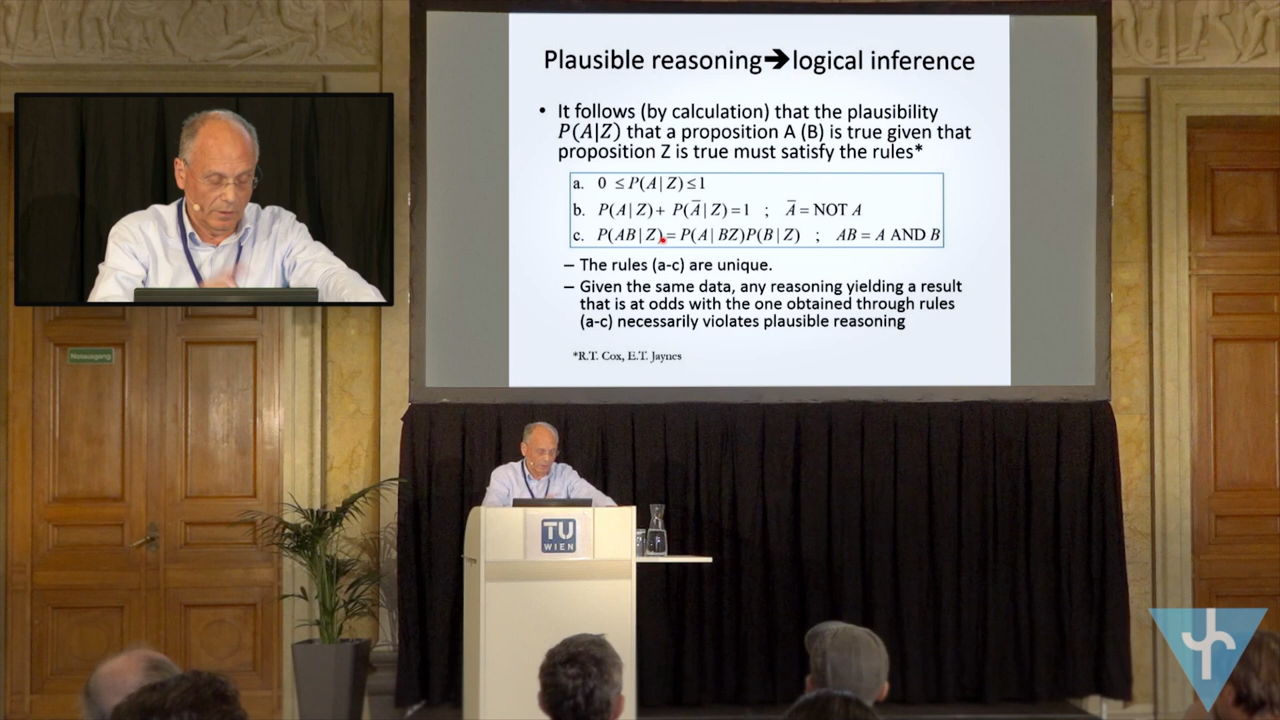 Plausible reasoning➔logical inference
• It follows (by calculation) that the plausibility
P(A|Z) that a proposition A (B) is true given that
proposition Z is true must satisfy the rules*
a. 0 ≤ P(A|Z) ≤ 1
b. P(A|Z) + P(A̅|Z) = 1 ; A̅ = NOT A
c. P(AB|Z) = P(A|BZ)P(B|Z) ; AB = A AND B
– The rules (a-c) are unique.
– Given the same data, any reasoning yielding a result
that is at odds with the one obtained through rules
(a-c) necessarily violates plausible reasoning
*R.T. Cox, E.T. Jaynes
Notausgang
TU
WIEN